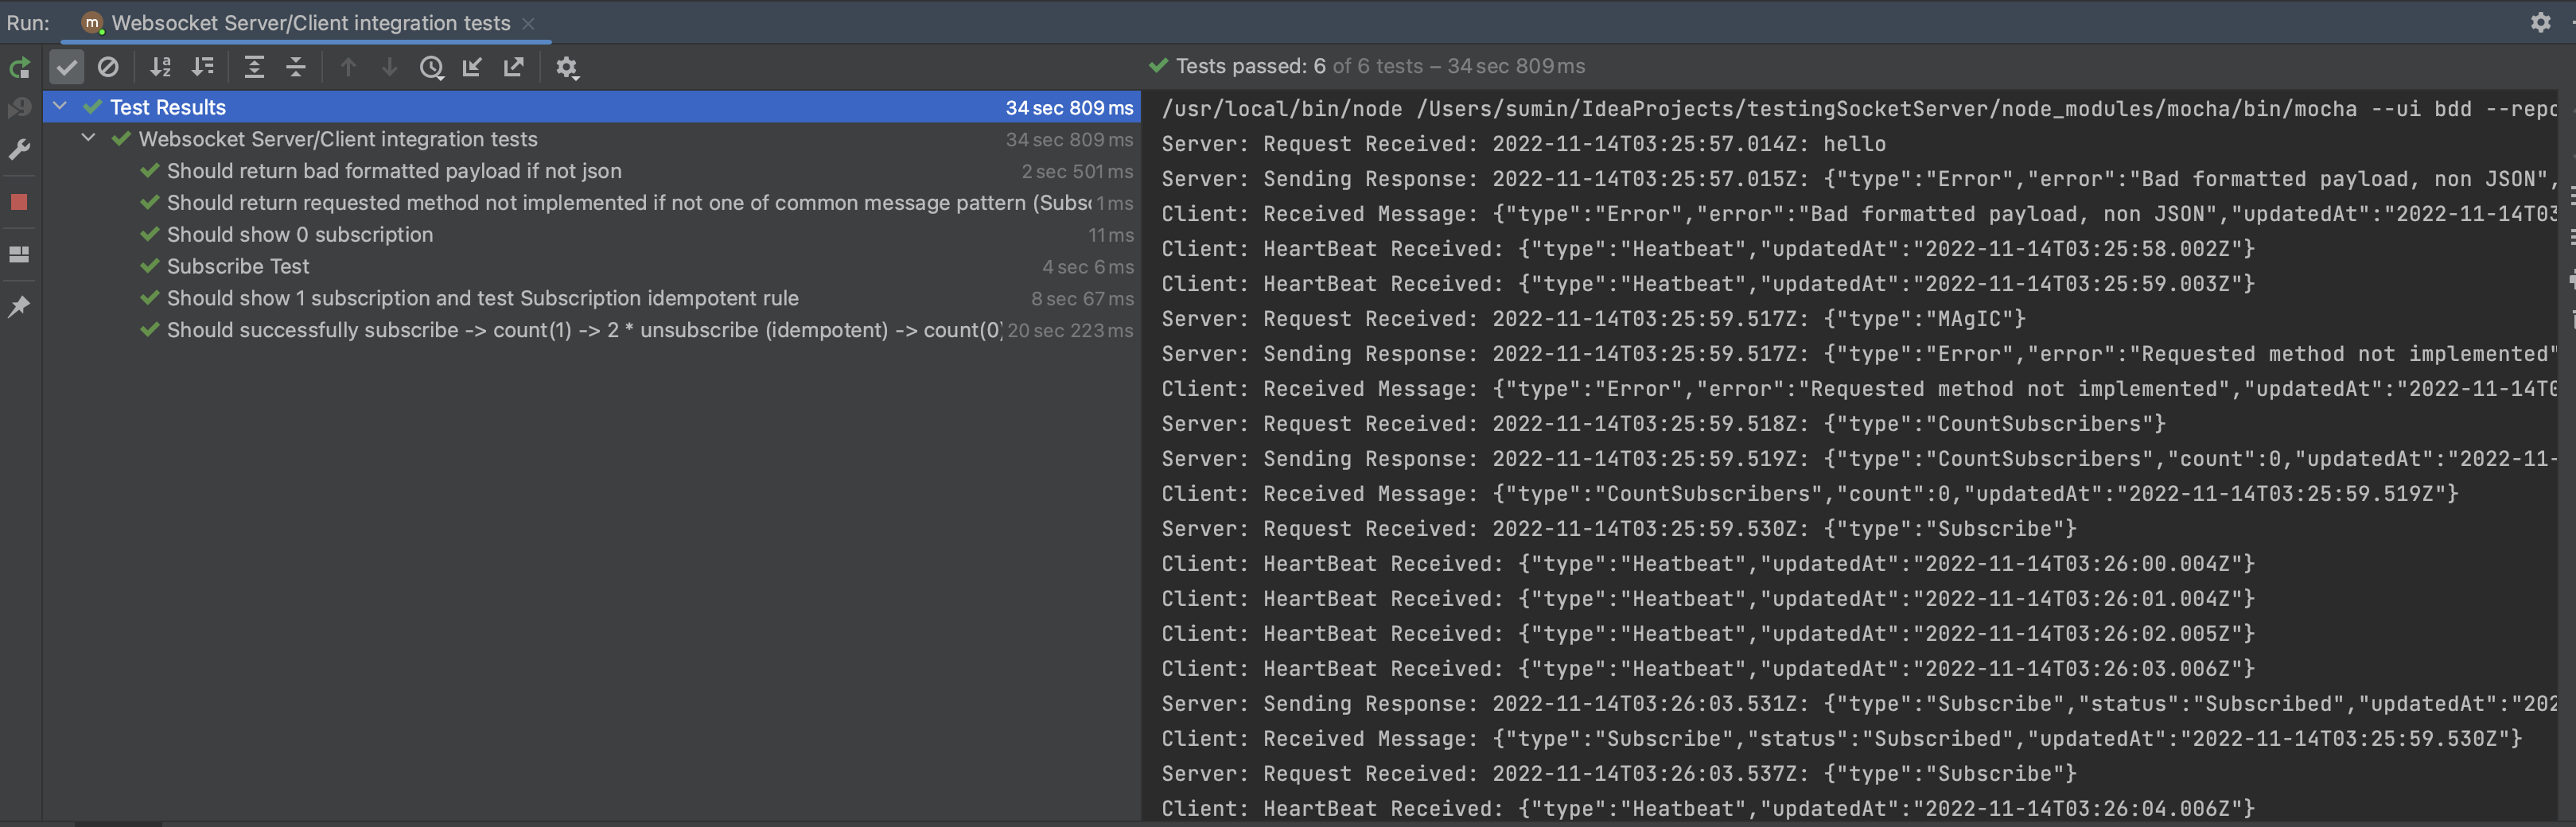 Run: Websocket Server/Client integration tests
Tests passed: 6 of 6 tests – 34 sec 809 ms
Test Results 34 sec 809 ms
Websocket Server/Client integration tests 34 sec 809 ms
Should return bad formatted payload if not json 2 sec 501 ms
Should return requested method not implemented if not one of common message pattern (Subs 1 ms
Should show 0 subscription 11 ms
Subscribe Test 4 sec 6 ms
Should show 1 subscription and test Subscription idempotent rule 8 sec 67 ms
Should successfully subscribe -> count(1) -> 2 * unsubscribe (idempotent) -> count(0) 20 sec 223 ms
/usr/local/bin/node /Users/sumin/IdeaProjects/testingSocketServer/node_modules/mocha/bin/mocha --ui bdd --repo
Server: Request Received: 2022-11-14T03:25:57.014Z: hello
Server: Sending Response: 2022-11-14T03:25:57.015Z: {"type":"Error","error":"Bad formatted payload, non JSON",
Client: Received Message: {"type":"Error","error":"Bad formatted payload, non JSON","updatedAt":"2022-11-14T03
Client: HeartBeat Received: {"type":"Heatbeat","updatedAt":"2022-11-14T03:25:58.002Z"}
Client: HeartBeat Received: {"type":"Heatbeat","updatedAt":"2022-11-14T03:25:59.003Z"}
Server: Request Received: 2022-11-14T03:25:59.517Z: {"type":"MAgIC"}
Server: Sending Response: 2022-11-14T03:25:59.517Z: {"type":"Error","error":"Requested method not implemented"
Client: Received Message: {"type":"Error","error":"Requested method not implemented","updatedAt":"2022-11-14T0
Server: Request Received: 2022-11-14T03:25:59.518Z: {"type":"CountSubscribers"}
Server: Sending Response: 2022-11-14T03:25:59.519Z: {"type":"CountSubscribers","count":0,"updatedAt":"2022-11-
Client: Received Message: {"type":"CountSubscribers","count":0,"updatedAt":"2022-11-14T03:25:59.519Z"}
Server: Request Received: 2022-11-14T03:25:59.530Z: {"type":"Subscribe"}
Client: HeartBeat Received: {"type":"Heatbeat","updatedAt":"2022-11-14T03:26:00.004Z"}
Client: HeartBeat Received: {"type":"Heatbeat","updatedAt":"2022-11-14T03:26:01.004Z"}
Client: HeartBeat Received: {"type":"Heatbeat","updatedAt":"2022-11-14T03:26:02.005Z"}
Client: HeartBeat Received: {"type":"Heatbeat","updatedAt":"2022-11-14T03:26:03.006Z"}
Server: Sending Response: 2022-11-14T03:26:03.531Z: {"type":"Subscribe","status":"Subscribed","updatedAt":"202
Client: Received Message: {"type":"Subscribe","status":"Subscribed","updatedAt":"2022-11-14T03:25:59.530Z"}
Server: Request Received: 2022-11-14T03:26:03.537Z: {"type":"Subscribe"}
Client: HeartBeat Received: {"type":"Heatbeat","updatedAt":"2022-11-14T03:26:04.006Z"}